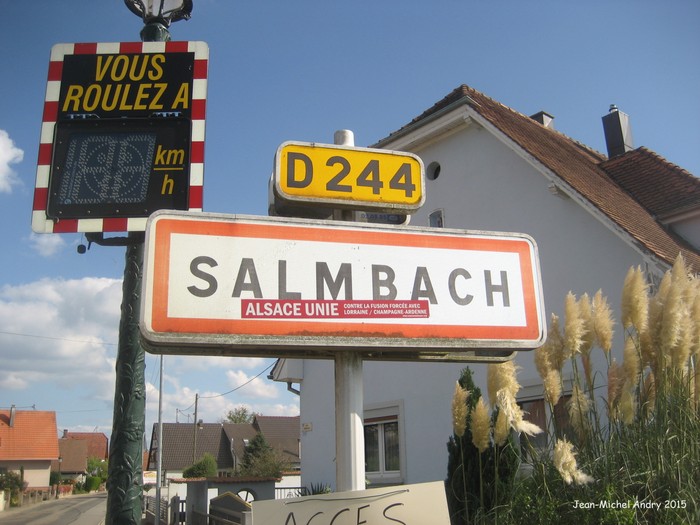 VOUS
ROULEZ A
km
h
D 244
SALMBACH
ALSACE UNIE CONTRE LA FUSION FORCÉE AVEC
LORRAINE / CHAMPAGNE-ARDENNE
ACCES
Jean-Michel Andry 2015